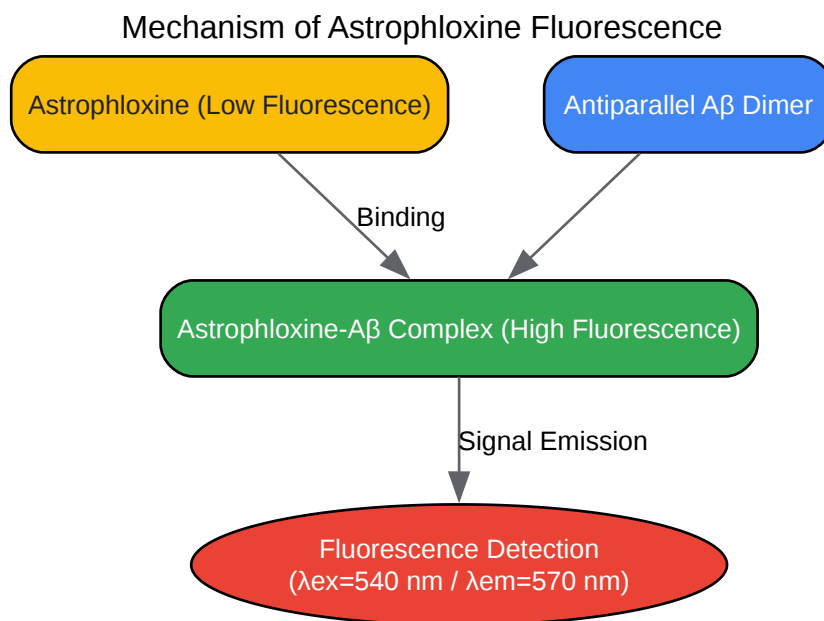 Mechanism of Astrophloxine Fluorescence
Astrophloxine (Low Fluorescence)
Antiparallel Aβ Dimer
Binding
Astrophloxine-Aβ Complex (High Fluorescence)
Signal Emission
Fluorescence Detection
(λex=540 nm / λem=570 nm)